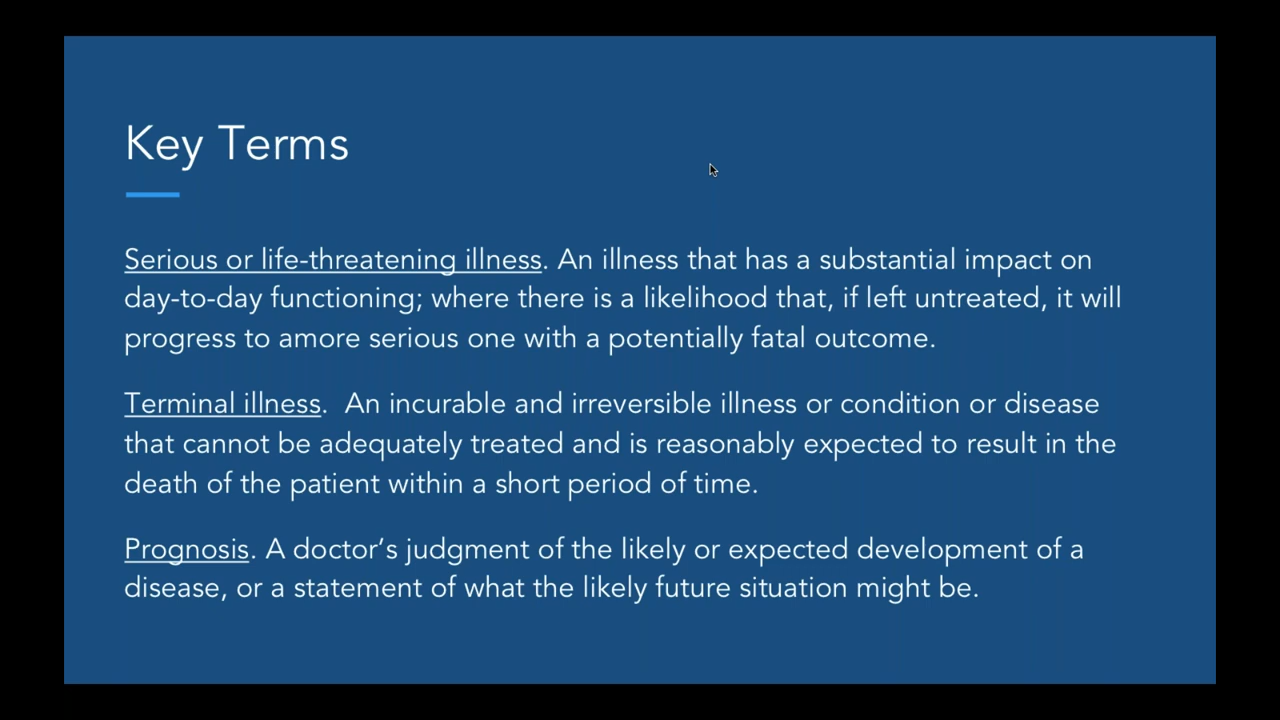 Key Terms
Serious or life-threatening illness. An illness that has a substantial impact on
day-to-day functioning; where there is a likelihood that, if left untreated, it will
progress to amore serious one with a potentially fatal outcome.
Terminal illness.  An incurable and irreversible illness or condition or disease
that cannot be adequately treated and is reasonably expected to result in the
death of the patient within a short period of time.
Prognosis. A doctor’s judgment of the likely or expected development of a
disease, or a statement of what the likely future situation might be.